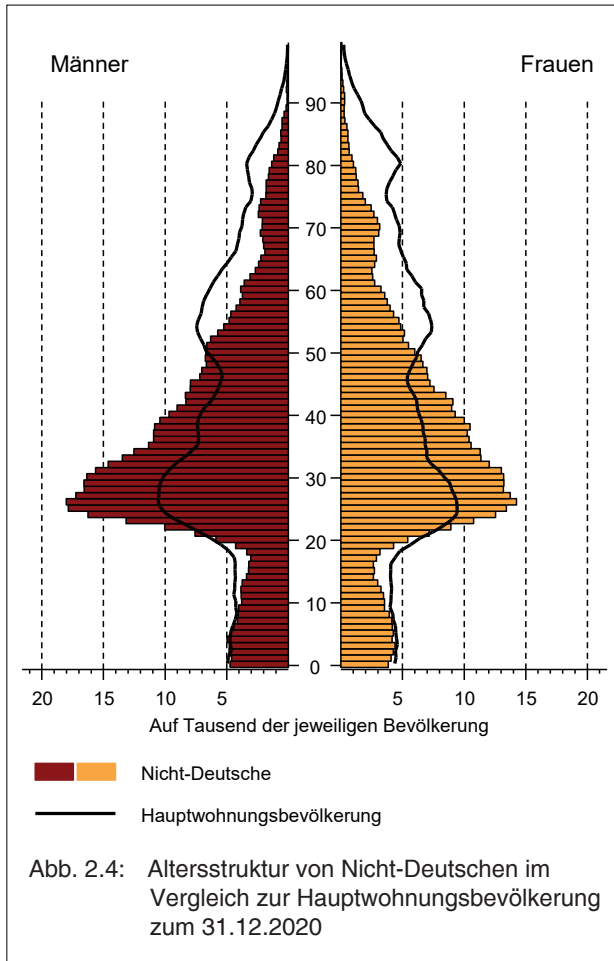 Männer Frauen
90
80
70
60
50
40
30
20
10
0
20 15 10 5 5 10 15 20
Auf Tausend der jeweiligen Bevölkerung
Nicht-Deutsche
Hauptwohnungsbevölkerung
Abb. 2.4: Altersstruktur von Nicht-Deutschen im
Vergleich zur Hauptwohnungsbevölkerung
zum 31.12.2020